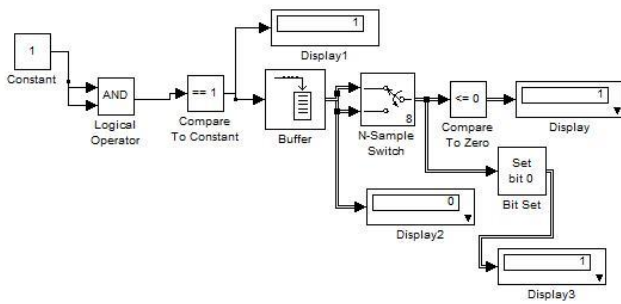 1
Display1
1
Constant
AND
Logical
Operator
== 1
Compare
To Constant
Buffer
8
N-Sample
Switch
<= 0
Compare
To Zero
1
Display
0
Display2
Set
bit 0
Bit Set
1
Display3